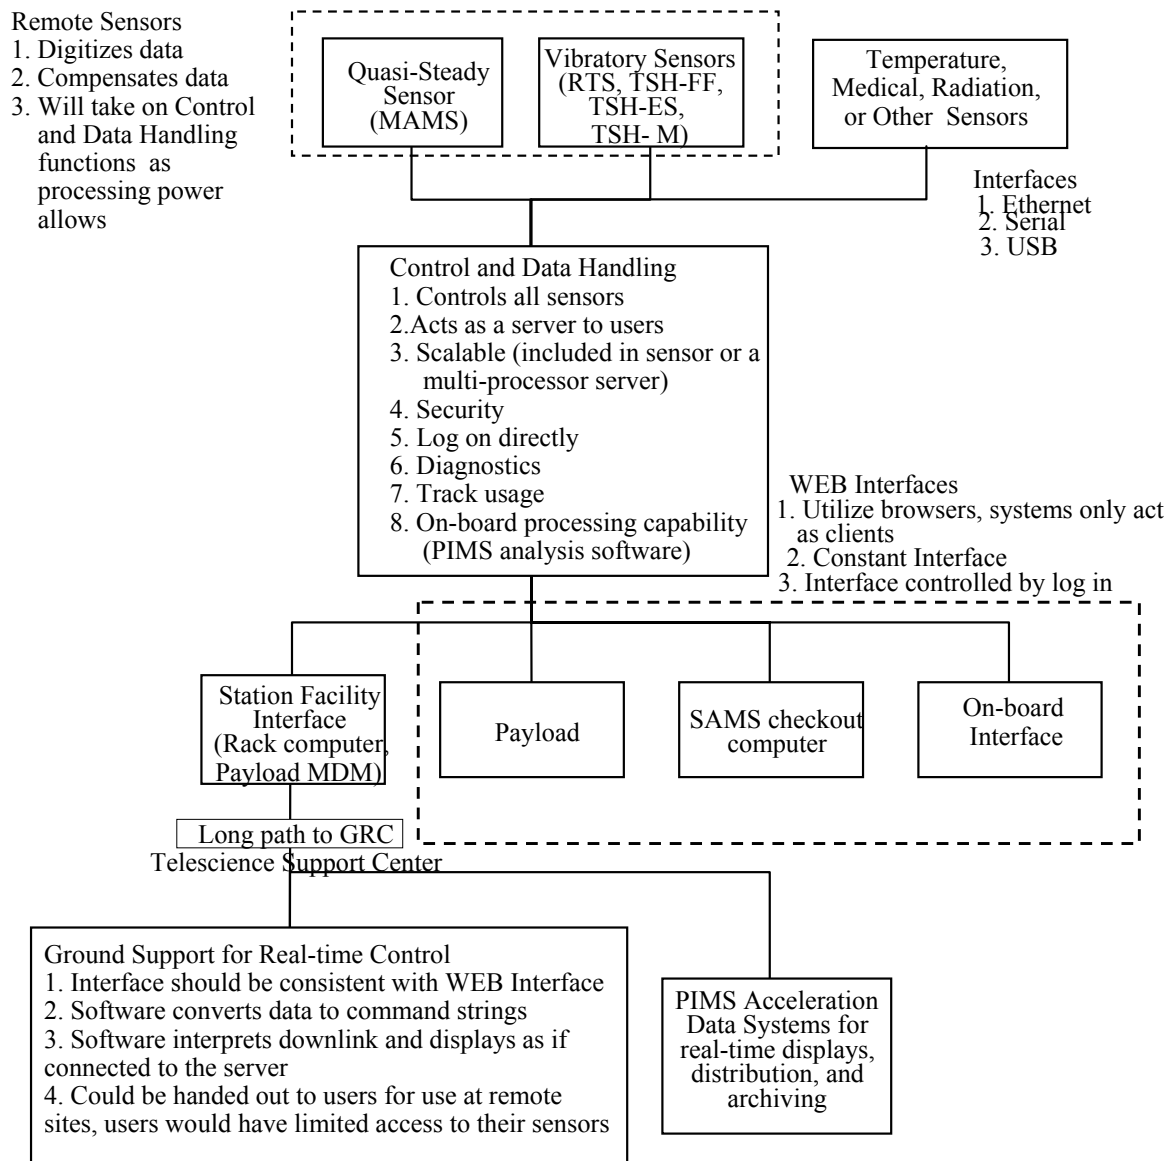 Remote Sensors
1. Digitizes data
2. Compensates data
3. Will take on Control
and Data Handling
functions as
processing power
allows
Quasi-Steady
Sensor
(MAMS)
Vibratory Sensors
(RTS, TSH-FF,
TSH-ES,
TSH- M)
Temperature,
Medical, Radiation,
or Other Sensors
Interfaces
1. Ethernet
2. Serial
3. USB
Control and Data Handling
1. Controls all sensors
2.Acts as a server to users
3. Scalable (included in sensor or a
multi-processor server)
4. Security
5. Log on directly
6. Diagnostics
7. Track usage
8. On-board processing capability
(PIMS analysis software)
WEB Interfaces
1. Utilize browsers, systems only act
as clients
2. Constant Interface
3. Interface controlled by log in
Station Facility
Interface
(Rack computer,
Payload MDM)
Payload
SAMS checkout
computer
On-board
Interface
Long path to GRC
Telescience Support Center
Ground Support for Real-time Control
1. Interface should be consistent with WEB Interface
2. Software converts data to command strings
3. Software interprets downlink and displays as if
connected to the server
4. Could be handed out to users for use at remote
sites, users would have limited access to their sensors
PIMS Acceleration
Data Systems for
real-time displays,
distribution, and
archiving